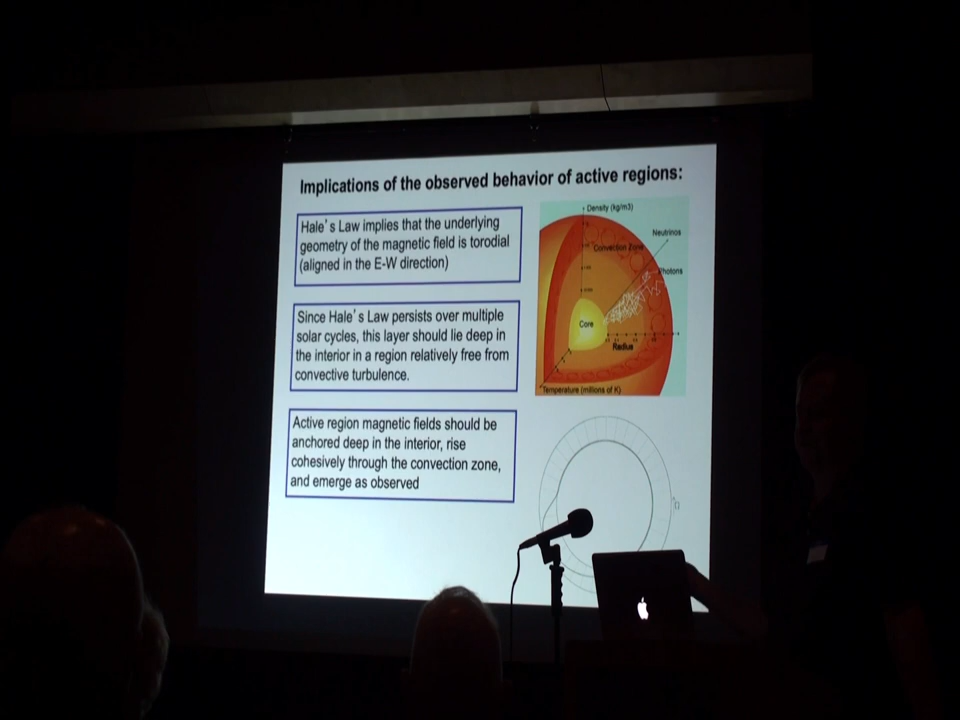 Implications of the observed behavior of active regions:
Hale's Law implies that the underlying
geometry of the magnetic field is torodial
(aligned in the E-W direction)
Since Hale's Law persists over multiple
solar cycles, this layer should lie deep in
the interior in a region relatively free from
convective turbulence.
Active region magnetic fields should be
anchored deep in the interior, rise
cohesively through the convection zone,
and emerge as observed
Density (kg/m3)
Neutrinos
Convection Zone
Photons
Core
Radius
Temperature (millions of K)